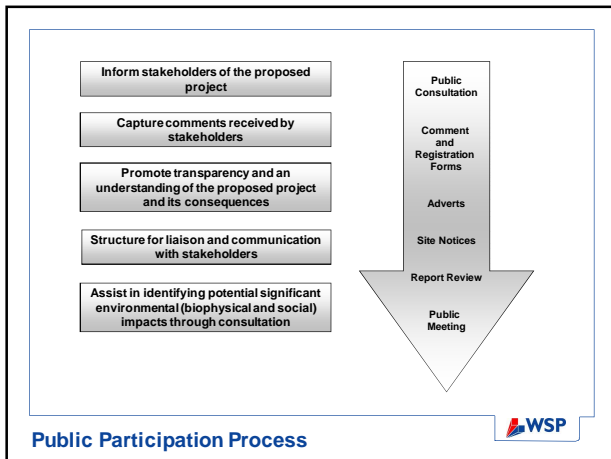 Inform stakeholders of the proposed
project
Capture comments received by
stakeholders
Promote transparency and an
understanding of the proposed project
and its consequences
Structure for liaison and communication
with stakeholders
Assist in identifying potential significant
environmental (biophysical and social)
impacts through consultation
Public
Consultation
Comment
and
Registration
Forms
Adverts
Site Notices
Report Review
Public
Meeting
Public Participation Process
WSP